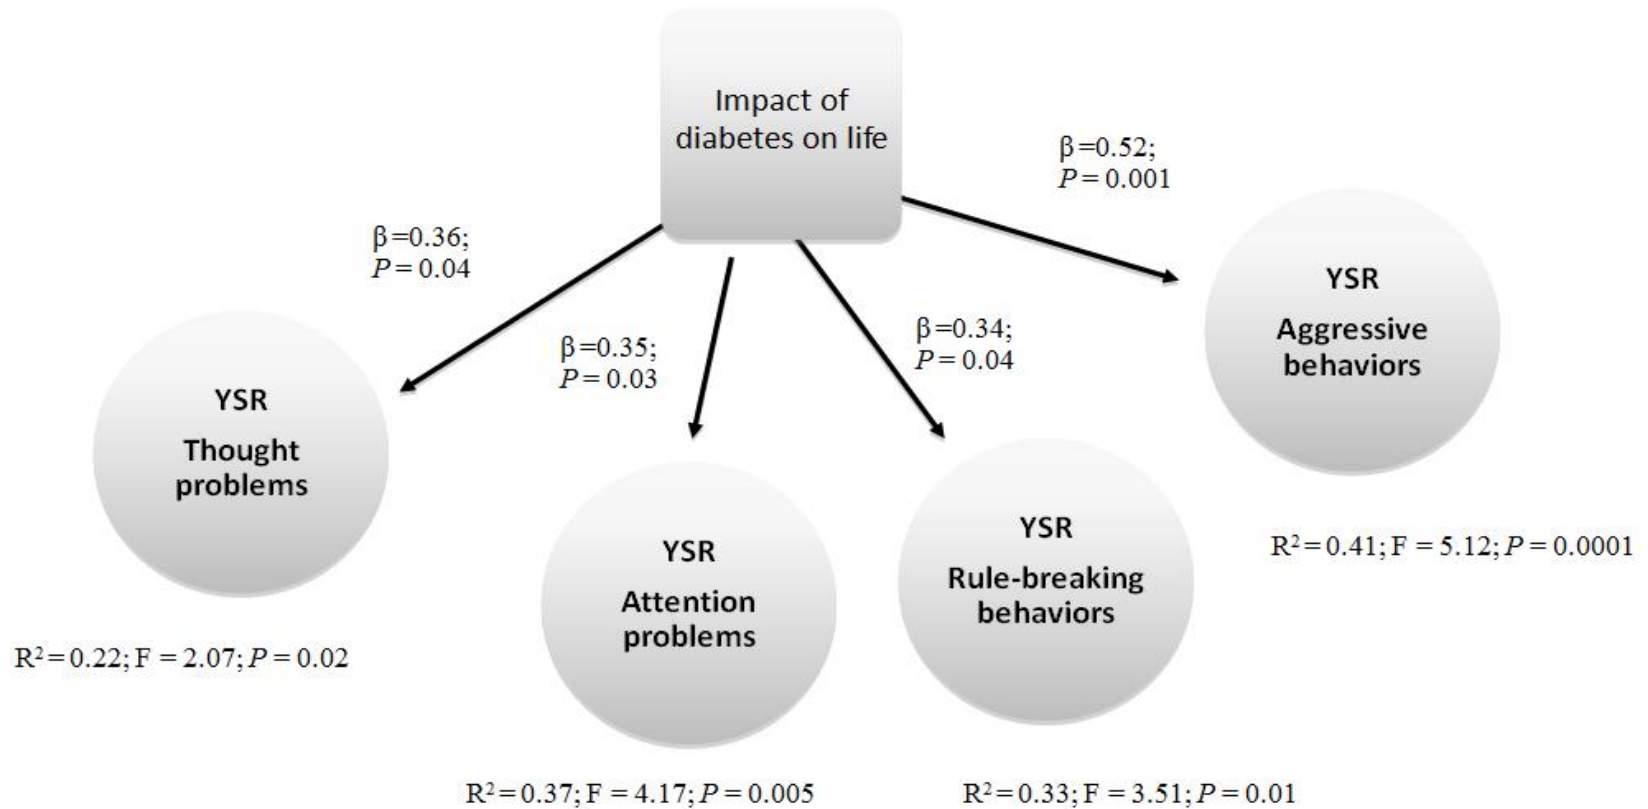 Impact of
diabetes on life
β=0.52;
P = 0.001
β=0.36;
P = 0.04
β=0.35;
P = 0.03
β=0.34;
P = 0.04
YSR
Aggressive
behaviors
YSR
Thought
problems
YSR
Attention
problems
YSR
Rule-breaking
behaviors
R²=0.41; F = 5.12; P = 0.0001
R²=0.22; F = 2.07; P = 0.02
R²=0.37; F = 4.17; P = 0.005
R²=0.33; F = 3.51; P = 0.01